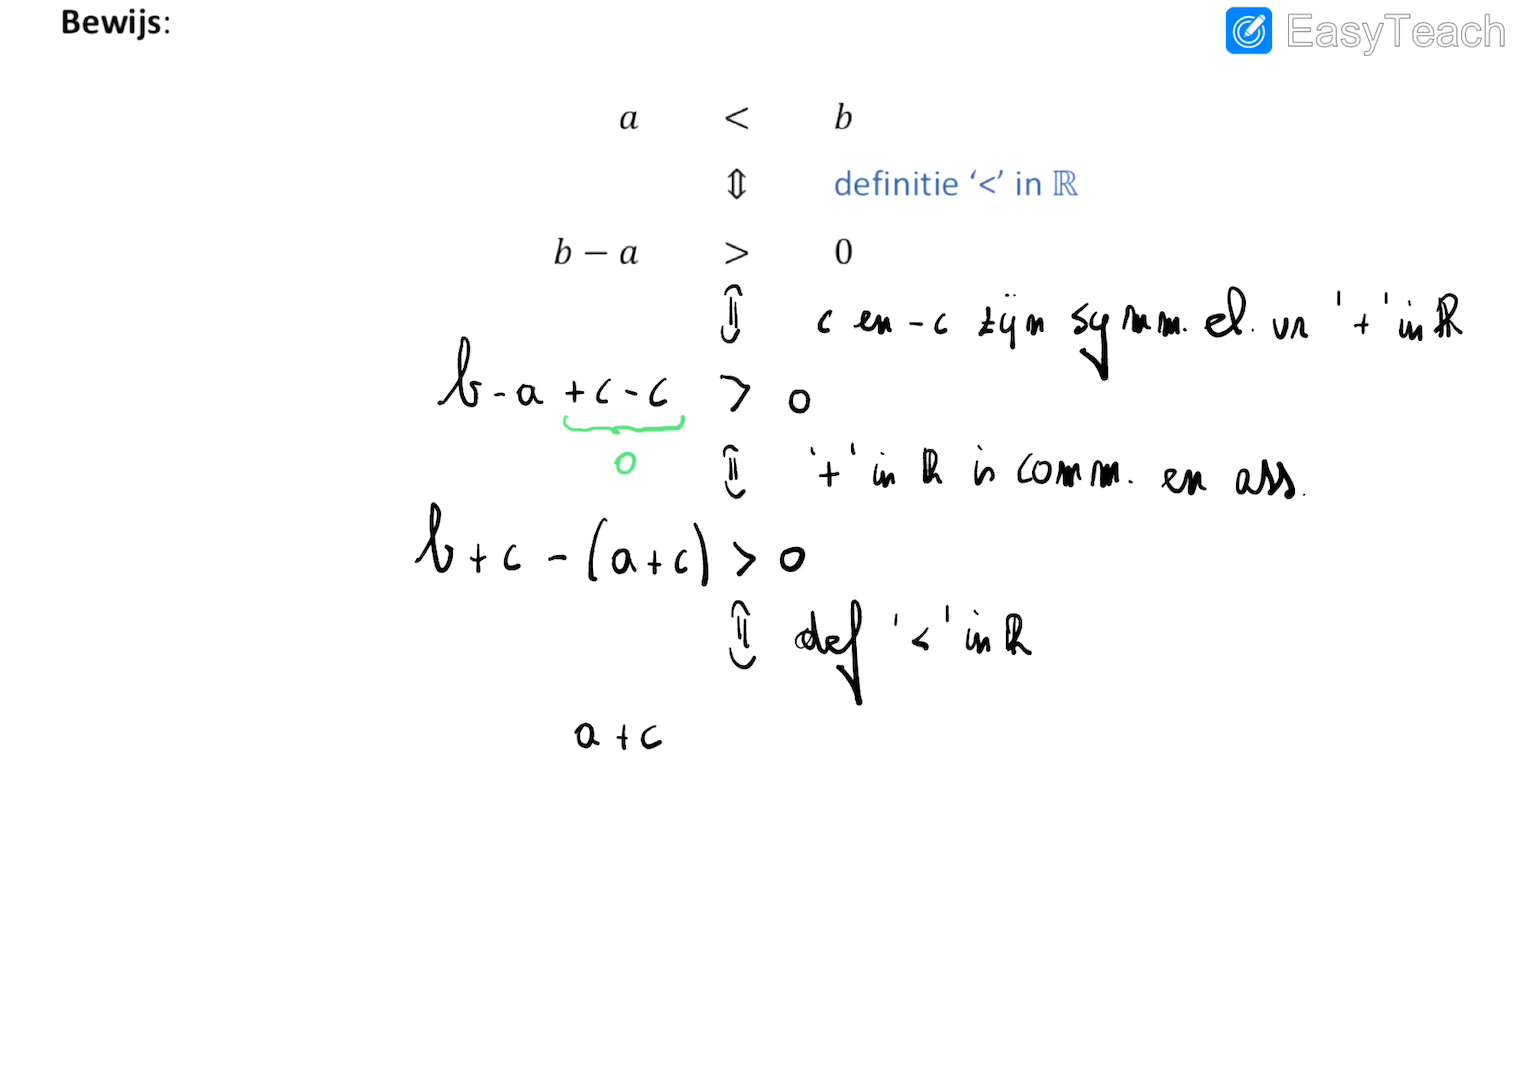 Bewijs:
EasyTeach
a < b
⇕ definitie ‘<’ in ℝ
b − a > 0
⇕ c en -c zijn symm. el. vr '+' in ℝ
b - a + c - c > 0
0
⇕ '+' in ℝ is comm. en ass.
b + c - (a + c) > 0
⇕ def '<' in ℝ
a + c